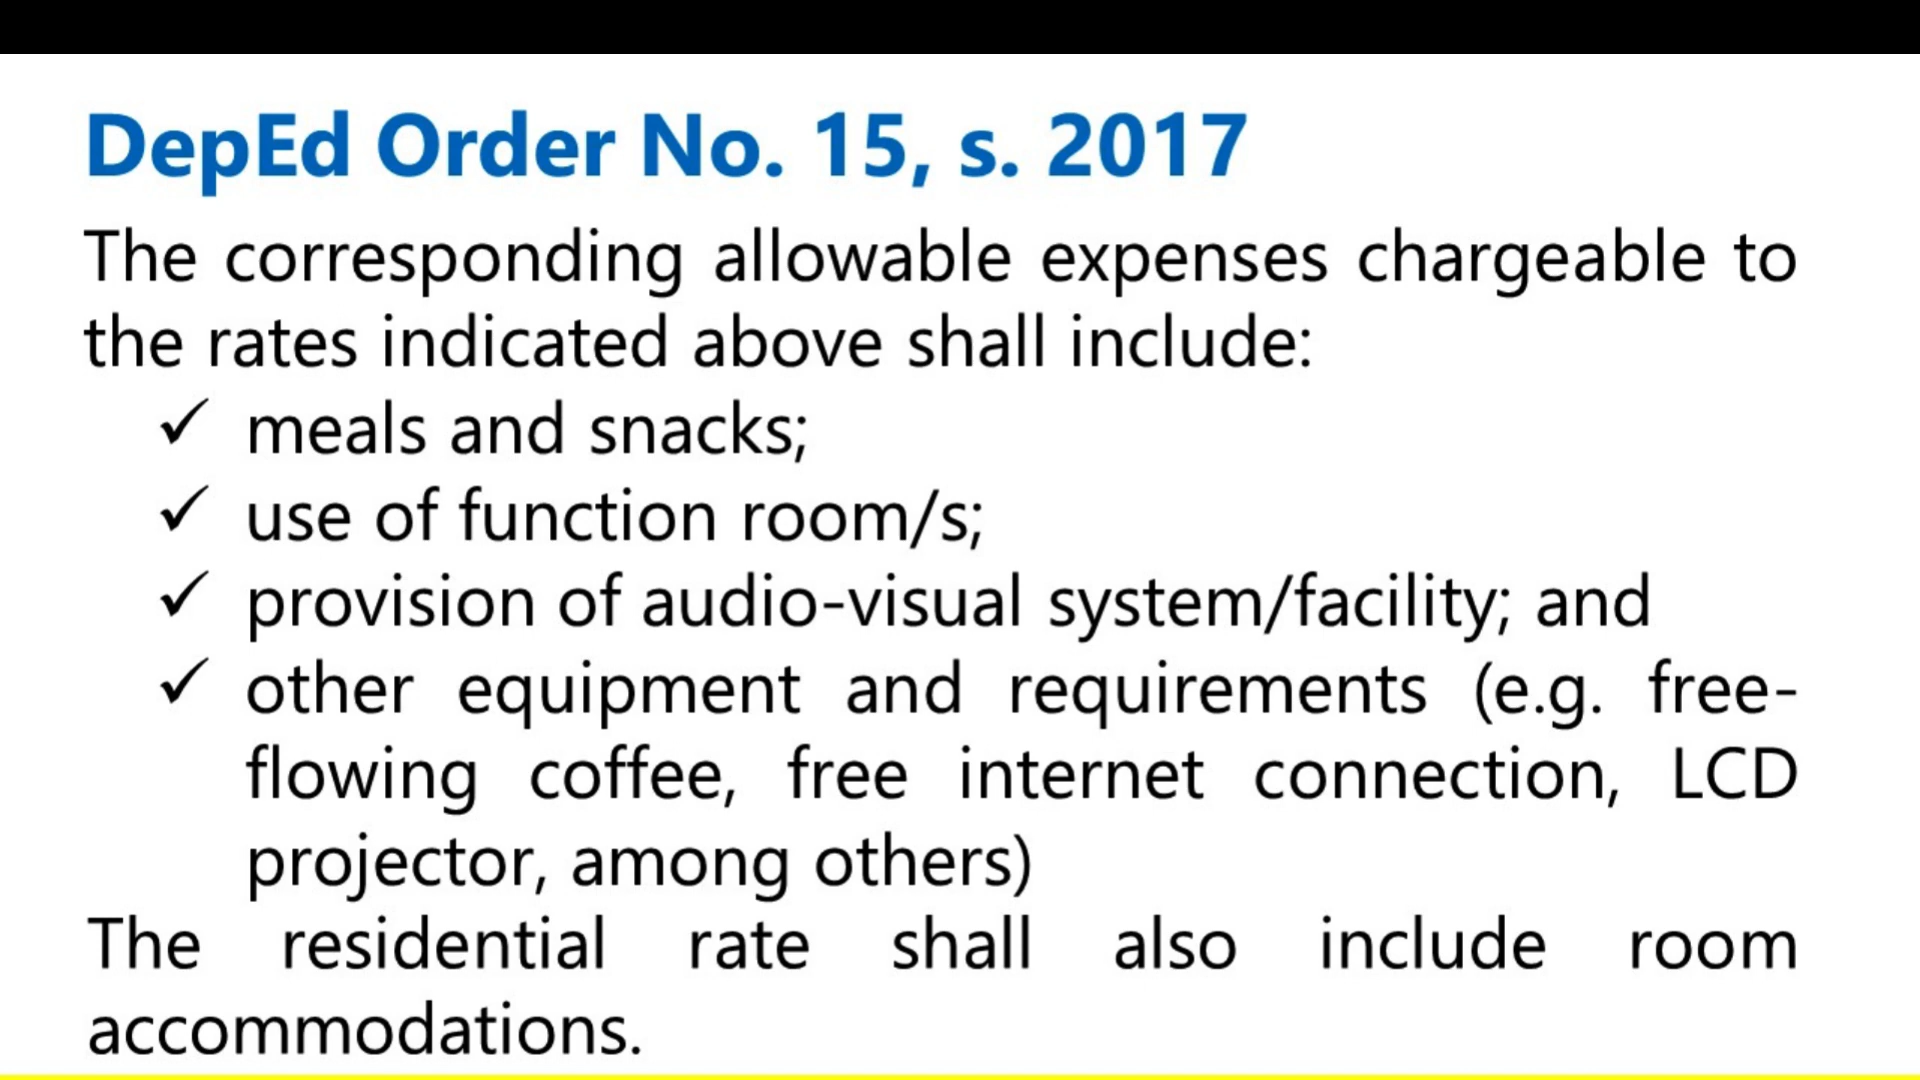 DepEd Order No. 15, s. 2017
The corresponding allowable expenses chargeable to
the rates indicated above shall include:
✓ meals and snacks;
✓ use of function room/s;
✓ provision of audio-visual system/facility; and
✓ other equipment and requirements (e.g. free-
flowing coffee, free internet connection, LCD
projector, among others)
The residential rate shall also include room
accommodations.